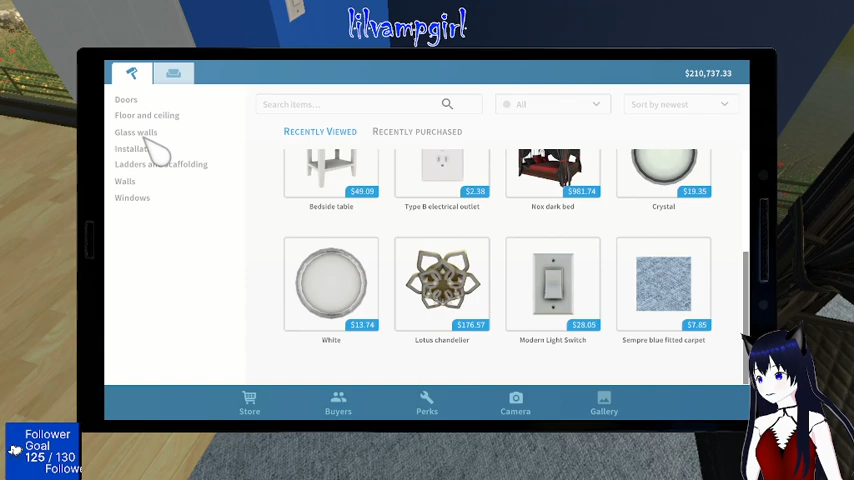 lilvampgirl
$210,737.33
Doors
Floor and ceiling
Glass walls
Ladders and scaffolding
Walls
Windows
Search items...
All
Sort by newest
RECENTLY VIEWED
RECENTLY PURCHASED
$49.09
$2.38
$981.74
$19.35
Bedside table
Type B electrical outlet
Nox dark bed
Crystal
$13.74
$176.57
$28.05
$7.85
White
Lotus chandelier
Modern Light Switch
Sempre blue fitted carpet
Store
Buyers
Perks
Camera
Gallery
Follower
Goal
125 / 130